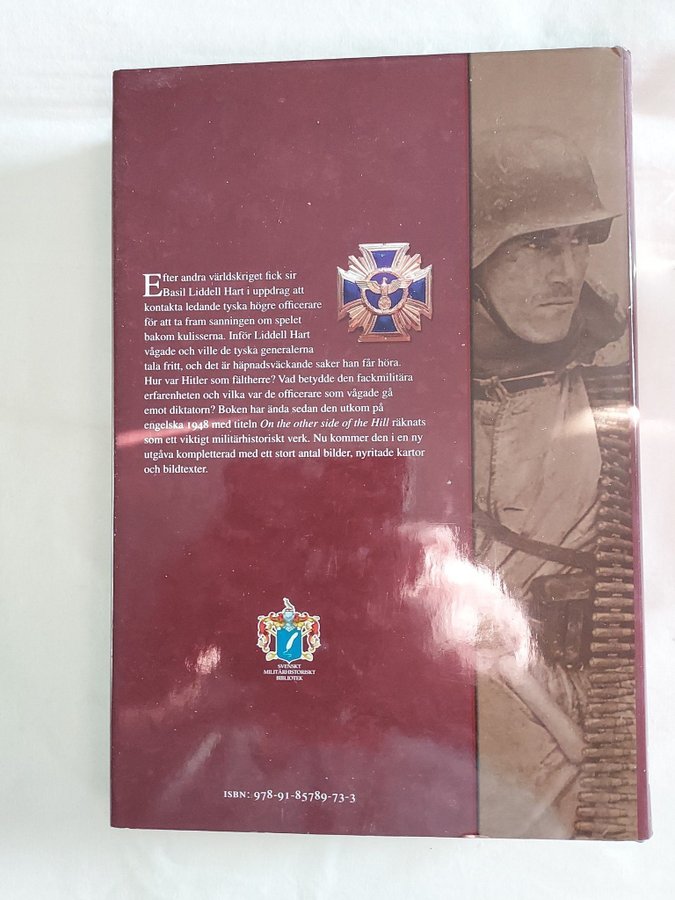 Efter andra världskriget fick sir
Basil Liddell Hart i uppdrag att
kontakta ledande tyska högre officerare
för att ta fram sanningen om spelet
bakom kulisserna. Inför Liddell Hart
vågade och ville de tyska generalerna
tala fritt, och det är häpnadsväckande saker han får höra.
Hur var Hitler som fältherre? Vad betydde den fackmilitära
erfarenheten och vilka var de officerare som vågade gå
emot diktatorn? Boken har ända sedan den utkom på
engelska 1948 med titeln On the other side of the Hill räknats
som ett viktigt militärhistoriskt verk. Nu kommer den i en ny
utgåva kompletterad med ett stort antal bilder, nyritade kartor
och bildtexter.
SVENSKT
MILITÄRHISTORISKT
BIBLIOTEK
ISBN: 978-91-85789-73-3